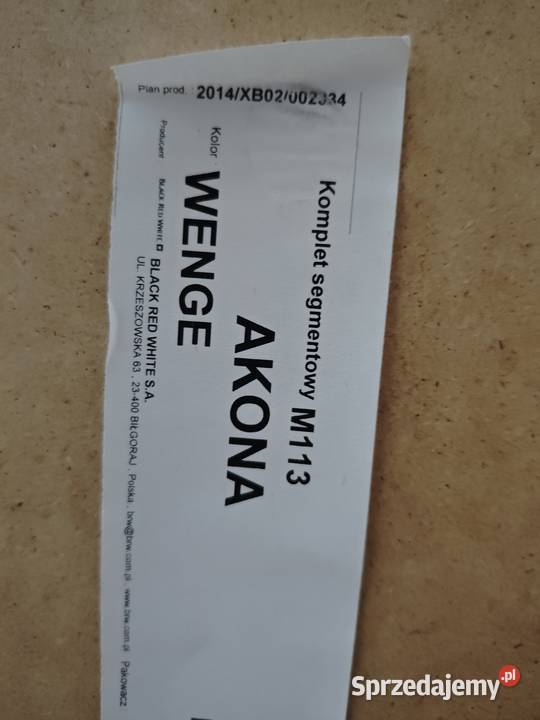 Plan prod. : 2014/XB02/002334
Komplet segmentowy M113
AKONA
Kolor : WENGE
Producent : BLACK RED WHITE BLACK RED WHITE S.A.
UL. KRZESZOWSKA 63 , 23-400 BIŁGORAJ , Polska , brw@brw.com.pl , www.brw.com.pl Pakowacz :
Sprzedajemy.pl